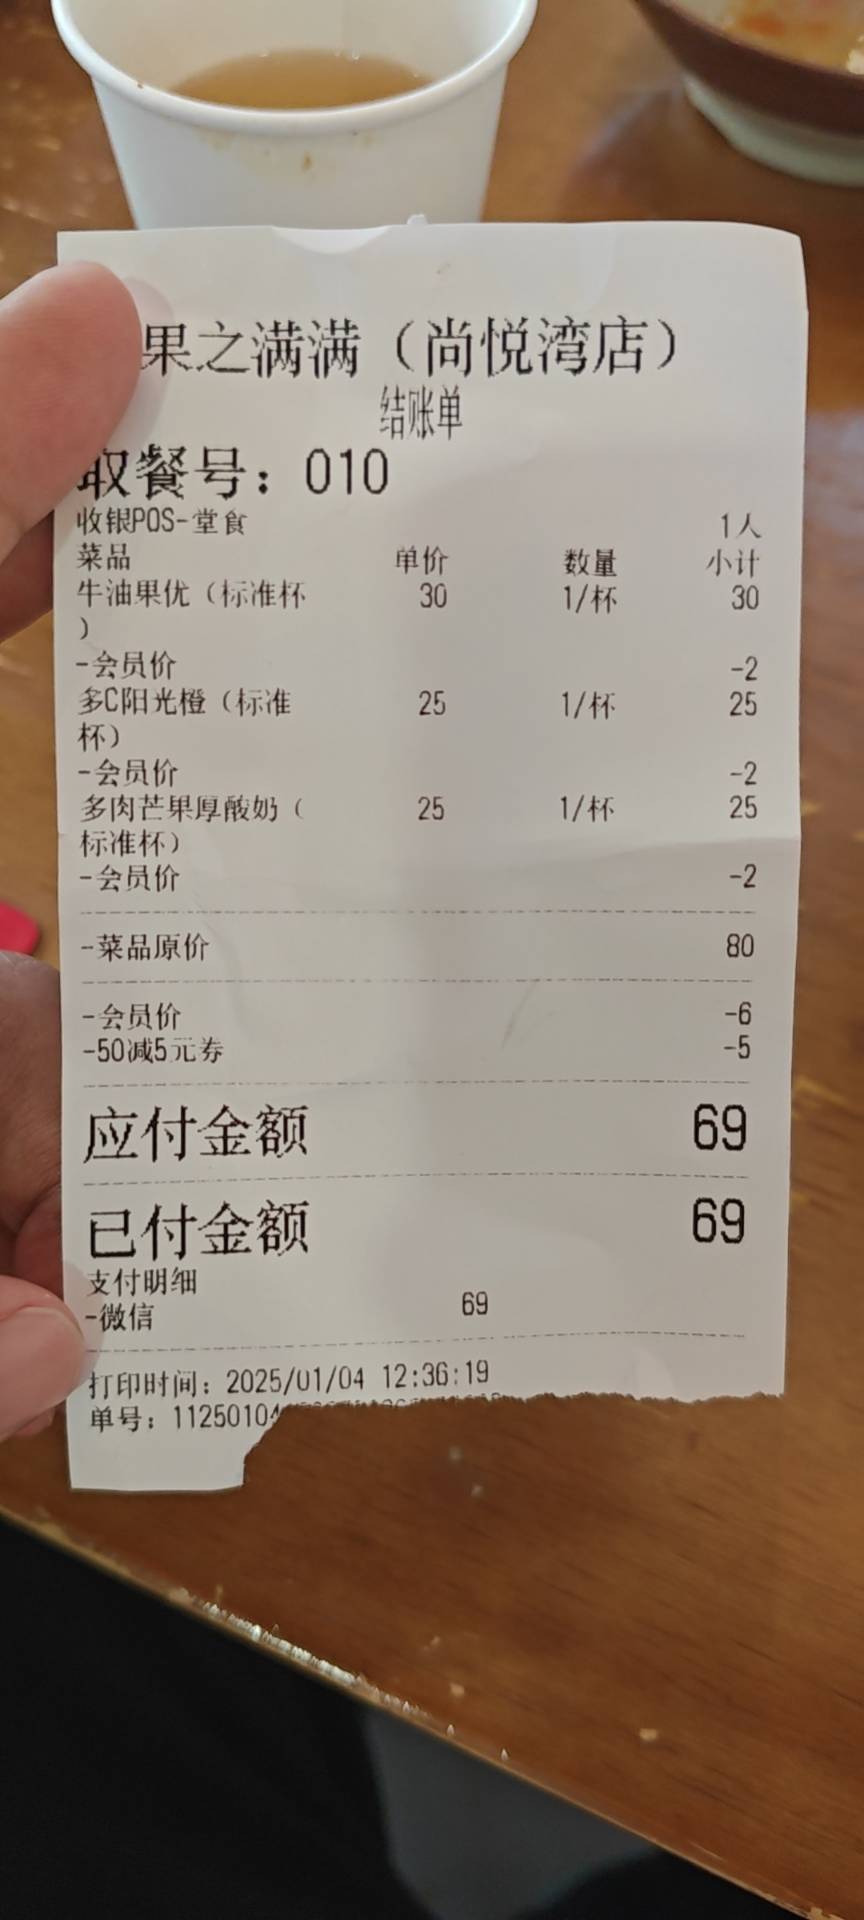 果之满满（尚悦湾店）
结账单
取餐号：010
收银POS-堂食 1人
菜品 单价 数量 小计
牛油果优（标准杯 30 1/杯 30
）
-会员价 -2
多C阳光橙（标准 25 1/杯 25
杯）
-会员价 -2
多肉芒果厚酸奶（ 25 1/杯 25
标准杯）
-会员价 -2
-菜品原价 80
-会员价 -6
-50减5元券 -5
应付金额 69
已付金额 69
支付明细
-微信 69
打印时间：2025/01/04 12:36:19
单号：11250104